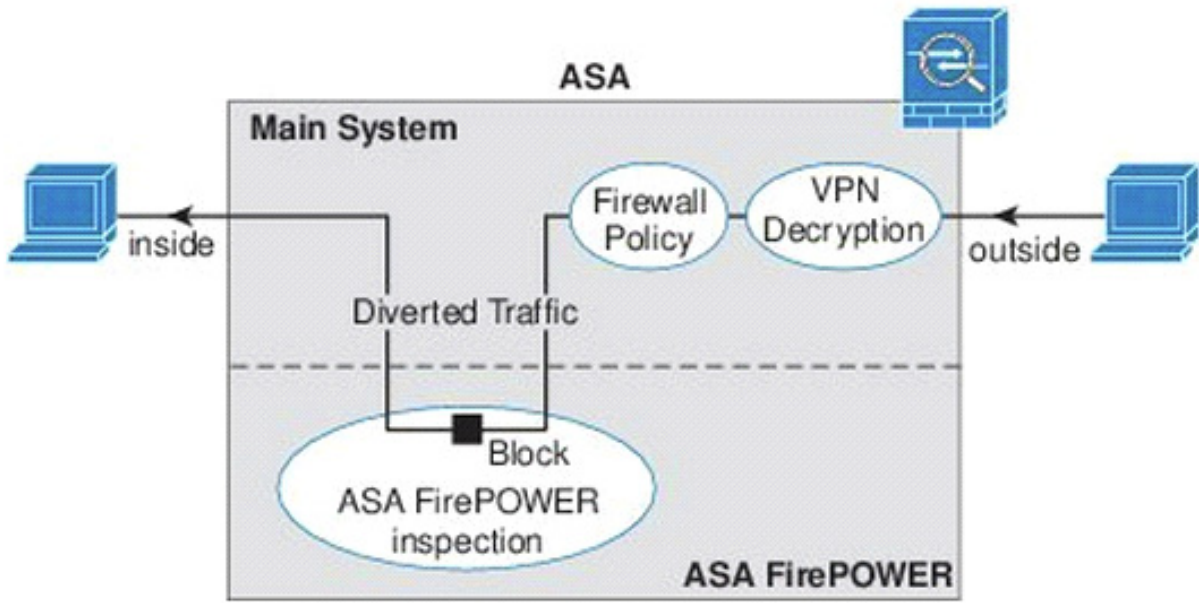 ASA
Main System
Firewall
Policy
VPN
Decryption
inside
outside
Diverted Traffic
Block
ASA FirePOWER
inspection
ASA FirePOWER